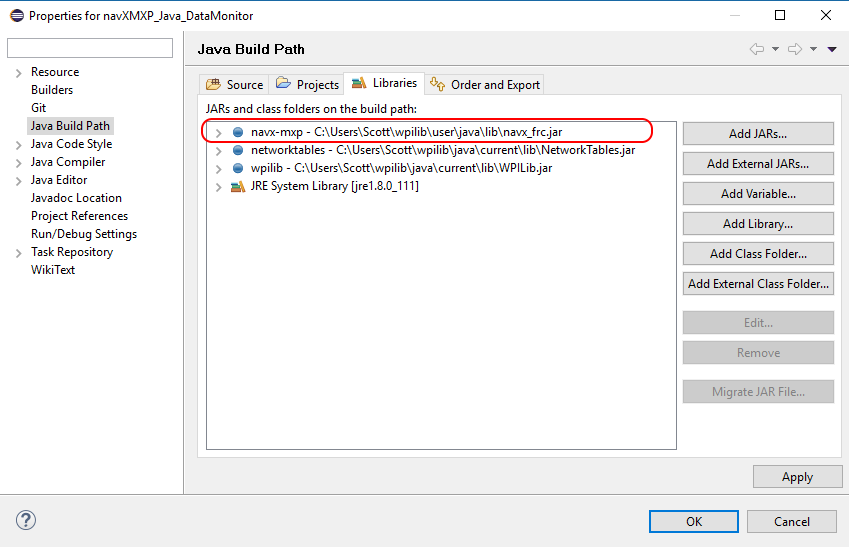 Properties for navXMXP_Java_DataMonitor
Resource
Builders
Git
Java Build Path
Java Code Style
Java Compiler
Java Editor
Javadoc Location
Project References
Run/Debug Settings
Task Repository
WikiText
Java Build Path
Source Projects Libraries Order and Export
JARs and class folders on the build path:
navx-mxp - C:\Users\Scott\wpilib\user\java\lib\navx_frc.jar
networktables - C:\Users\Scott\wpilib\java\current\lib\NetworkTables.jar
wpilib - C:\Users\Scott\wpilib\java\current\lib\WPILib.jar
JRE System Library [jre1.8.0_111]
Add JARs...
Add External JARs...
Add Variable...
Add Library...
Add Class Folder...
Add External Class Folder...
Edit...
Remove
Migrate JAR File...
Apply
?
OK Cancel